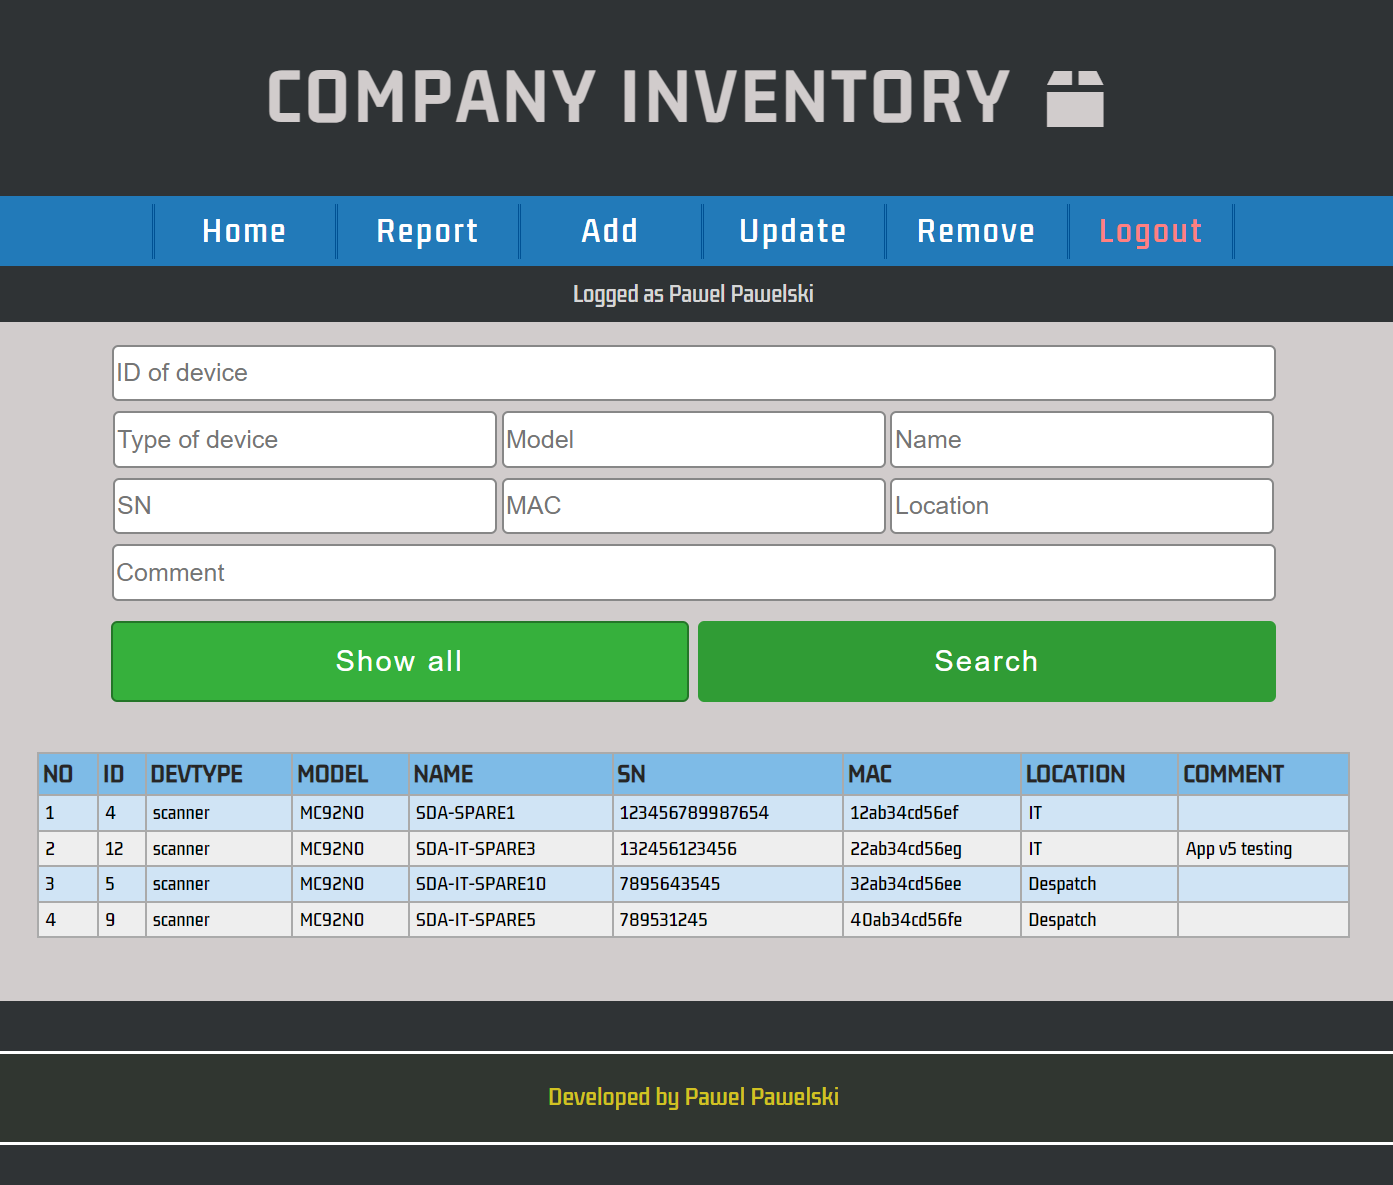 COMPANY INVENTORY
Home Report Add Update Remove Logout
Logged as Pawel Pawelski
ID of device
Type of device Model Name
SN MAC Location
Comment
Show all Search
NO ID DEVTYPE MODEL NAME SN MAC LOCATION COMMENT
1 4 scanner MC92N0 SDA-SPARE1 123456789987654 12ab34cd56ef IT
2 12 scanner MC92N0 SDA-IT-SPARE3 132456123456 22ab34cd56eg IT App v5 testing
3 5 scanner MC92N0 SDA-IT-SPARE10 7895643545 32ab34cd56ee Despatch
4 9 scanner MC92N0 SDA-IT-SPARE5 789531245 40ab34cd56fe Despatch
Developed by Pawel Pawelski